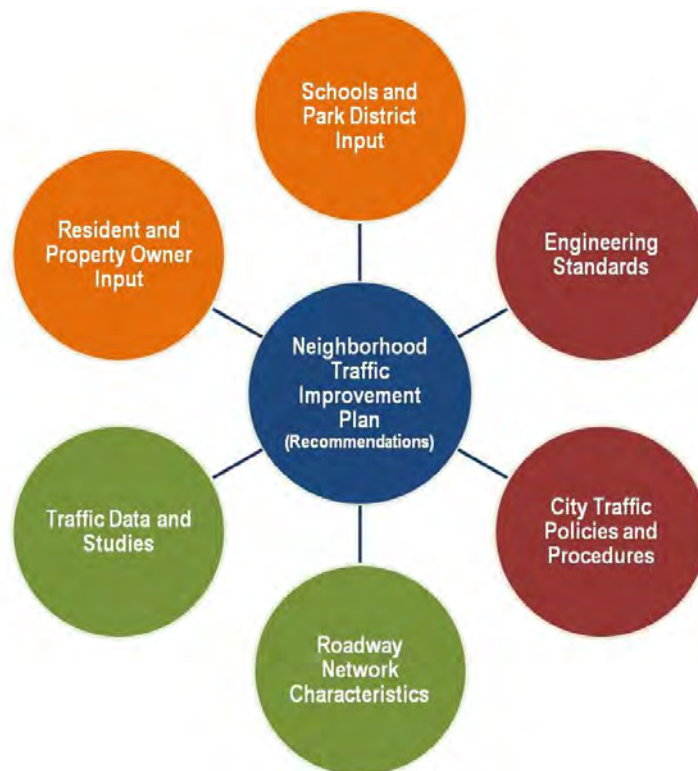 Schools and
Park District
Input
Resident and
Property Owner
Input
Engineering
Standards
Neighborhood
Traffic
Improvement
Plan
(Recommendations)
Traffic Data and
Studies
City Traffic
Policies and
Procedures
Roadway
Network
Characteristics